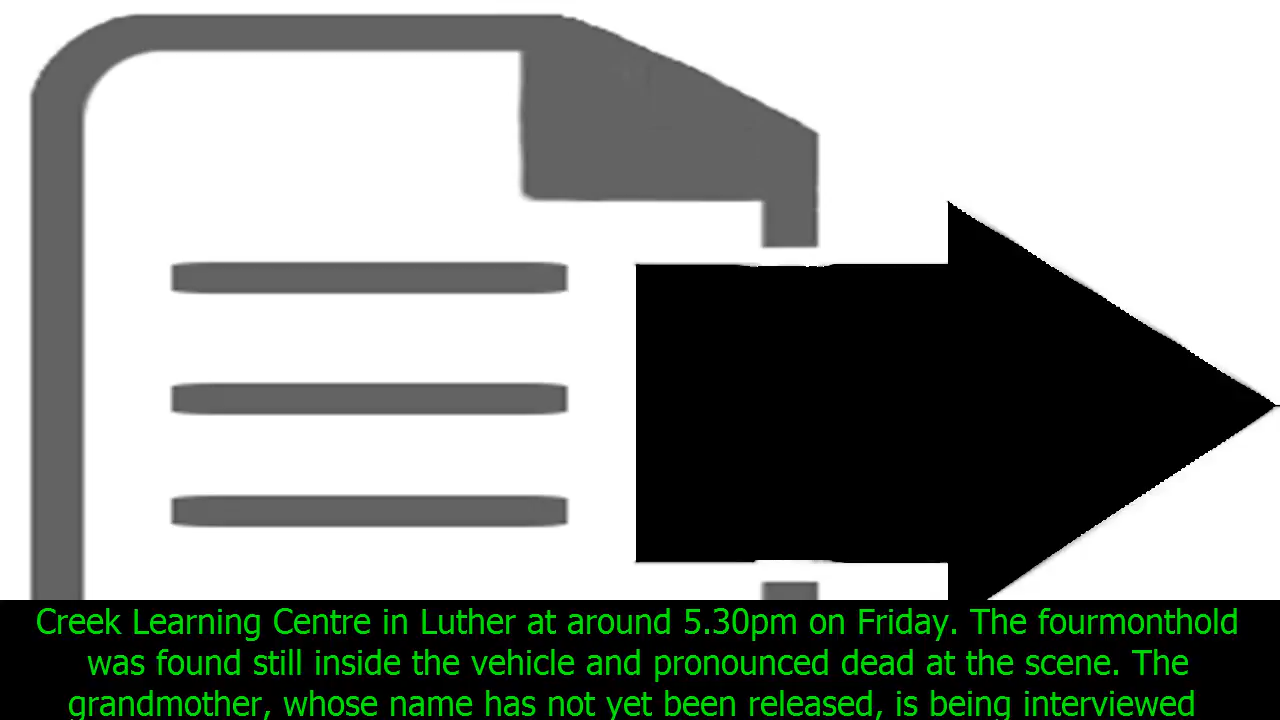 Creek Learning Centre in Luther at around 5.30pm on Friday. The fourmonthold
was found still inside the vehicle and pronounced dead at the scene. The
grandmother, whose name has not yet been released, is being interviewed